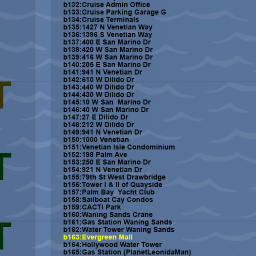 b132:Cruise Admin Office
b133:Cruise Parking Garage G
b134:Cruise Terminals
b135:1427 N Venetian Way
b136:1396 S Venetian Way
b137:400 E San Marino Dr
b138:420 W San Marino Dr
b139:416 W San Marino Dr
b140:205 E San Marino Dr
b141:941 N Venetian Dr
b142:610 W Dilido Dr
b143:440 W Dilido Dr
b144:430 W Dilido Dr
b145:10 W San  Marino Dr
b146:40 W San Marino Dr
b147:27 E Dilido Dr
b148:212 W Dilido Dr
b149:941 N Venetian Dr
b150:1000 Venetian
b151:Venetian Isle Condominium
b152:198 Palm Ave
b153:250 E San Marino Dr
b154:921 N Venetian Dr
b155:79th St West Drawbridge
b156:Tower I & II of Quayside
b157:Palm Bay  Yacht Club
b158:Sailboat Cay Condos
b159:CACTI Park
b160:Waning Sands Crane
b161:Gas Station Waning Sands
b162:Water Tower Waning Sands
b163:Evergreen Mall
b164:Hollywood Water Tower
b165:Gas Station (PlanetLeonidaMan)